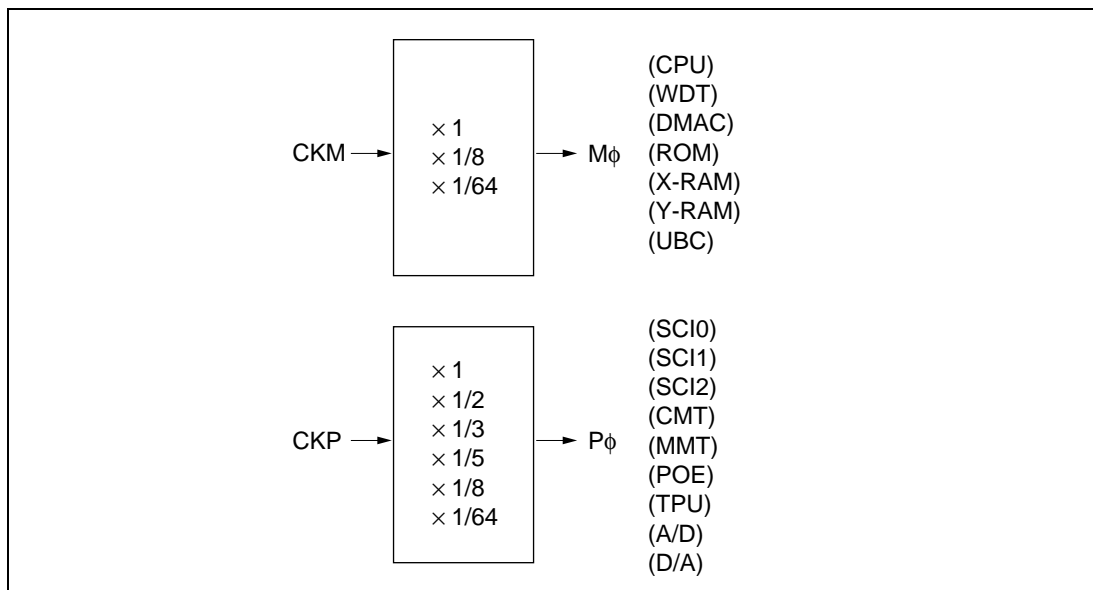 CKM
× 1
× 1/8
× 1/64
Mϕ
(CPU)
(WDT)
(DMAC)
(ROM)
(X-RAM)
(Y-RAM)
(UBC)
CKP
× 1
× 1/2
× 1/3
× 1/5
× 1/8
× 1/64
Pϕ
(SCI0)
(SCI1)
(SCI2)
(CMT)
(MMT)
(POE)
(TPU)
(A/D)
(D/A)